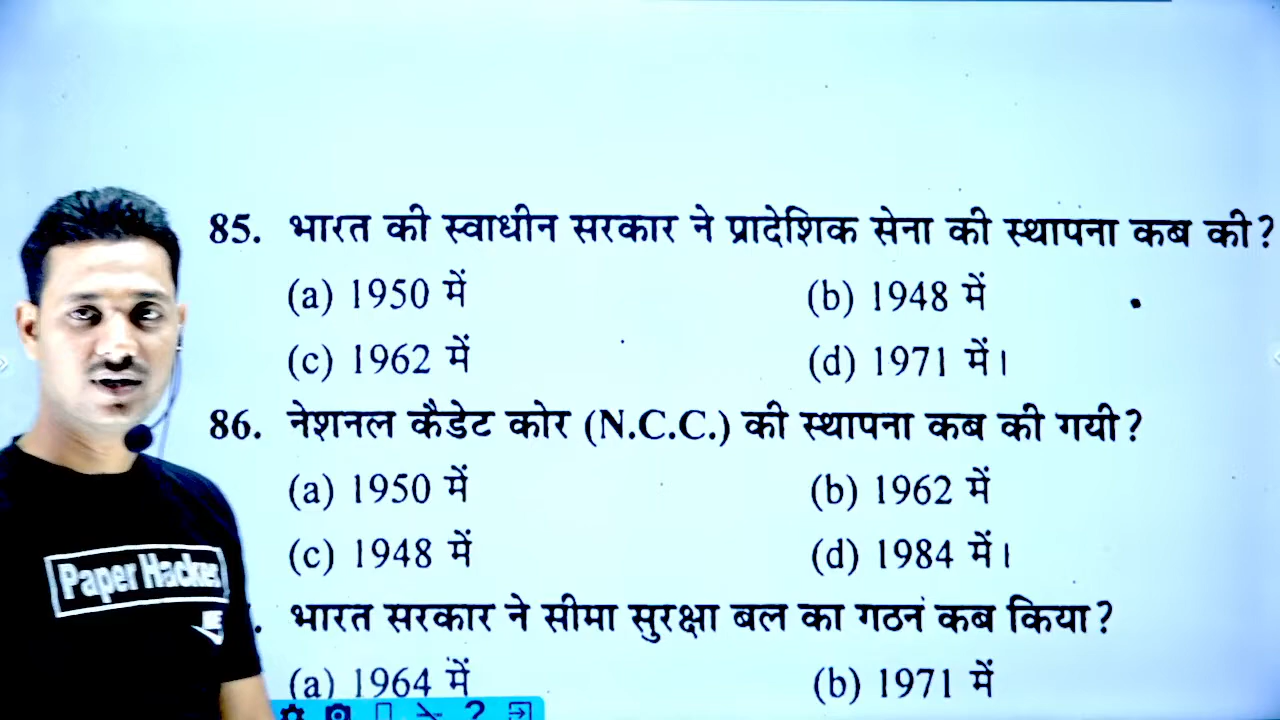 85. भारत की स्वाधीन सरकार ने प्रादेशिक सेना की स्थापना कब की?
(a) 1950 में (b) 1948 में
(c) 1962 में (d) 1971 में।
86. नेशनल कैडेट कोर (N.C.C.) की स्थापना कब की गयी?
(a) 1950 में (b) 1962 में
(c) 1948 में (d) 1984 में।
भारत सरकार ने सीमा सुरक्षा बल का गठन कब किया?
(a) 1964 में (b) 1971 में
Paper Hacker